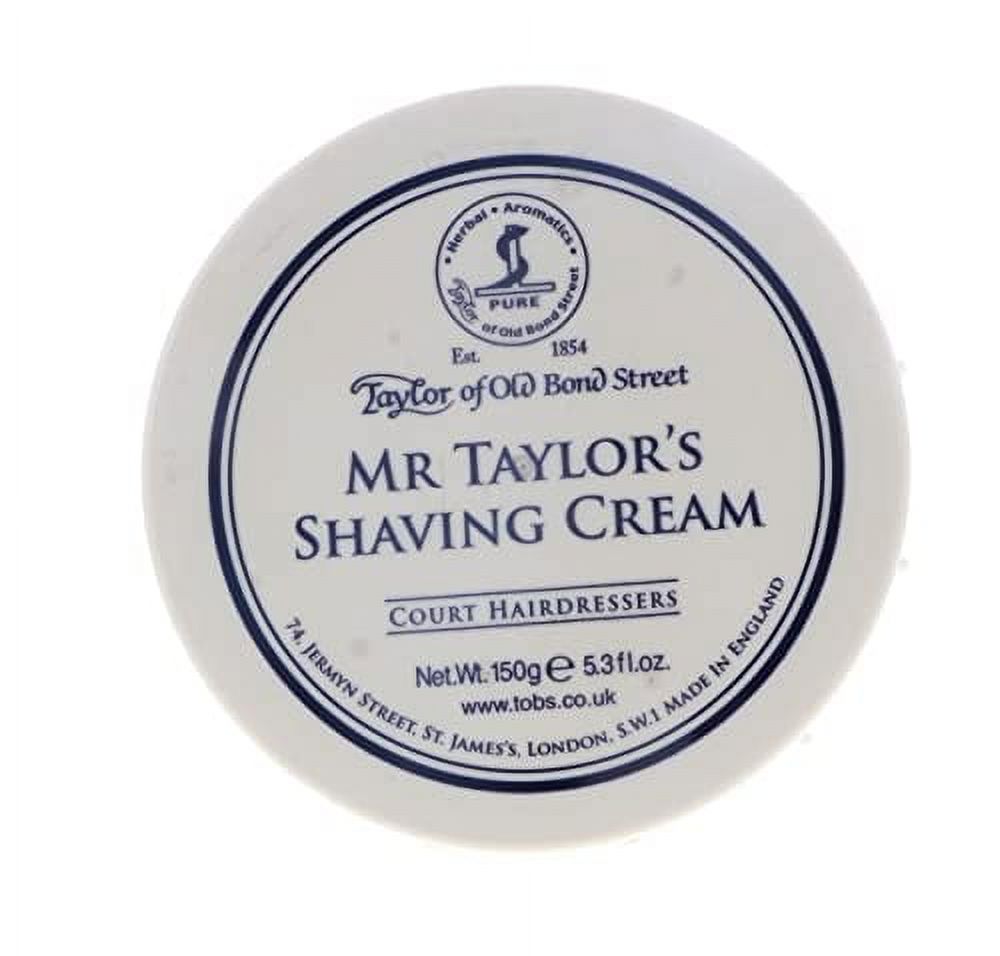 Herbal • Aromatics •
PURE
Taylor of Old Bond Street
Est. 1854
Taylor of Old Bond Street
MR TAYLOR'S
SHAVING CREAM
COURT HAIRDRESSERS
Net.Wt.150g e 5.3fl.oz.
www.tobs.co.uk
74, JERMYN STREET, ST. JAMES'S, LONDON, S.W.1 MADE IN ENGLAND